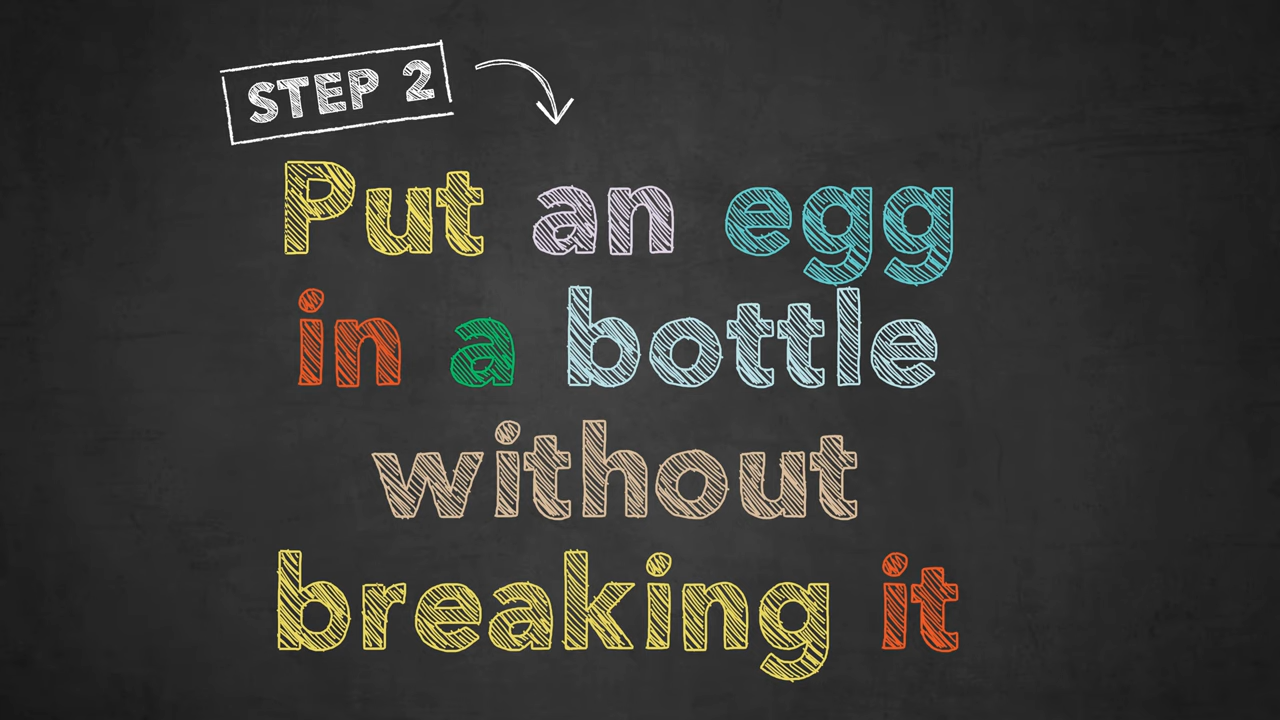 STEP 2
Put an egg
in a bottle
without
breaking it